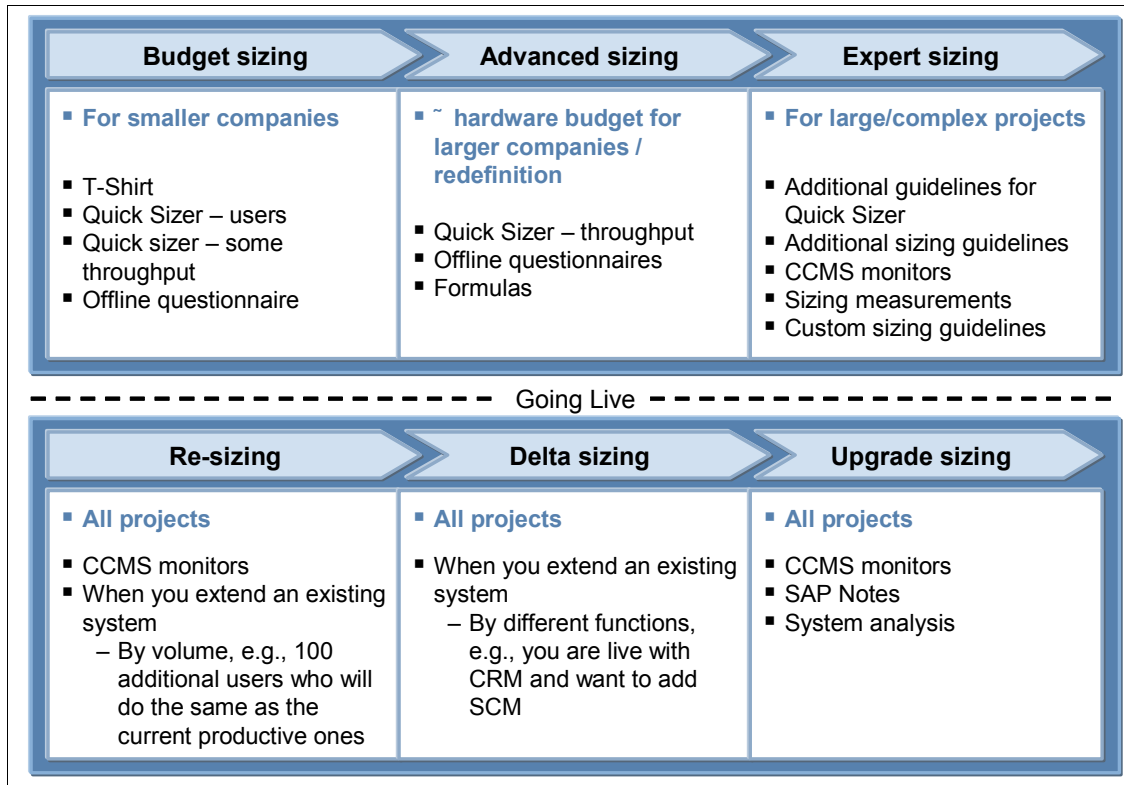 Budget sizing
Advanced sizing
Expert sizing
▪ For smaller companies
▪ T-Shirt
▪ Quick Sizer – users
▪ Quick sizer – some
throughput
▪ Offline questionnaire
▪ ˜ hardware budget for
larger companies /
redefinition
▪ Quick Sizer – throughput
▪ Offline questionnaires
▪ Formulas
▪ For large/complex projects
▪ Additional guidelines for
Quick Sizer
▪ Additional sizing guidelines
▪ CCMS monitors
▪ Sizing measurements
▪ Custom sizing guidelines
Going Live
Re-sizing
Delta sizing
Upgrade sizing
▪ All projects
▪ CCMS monitors
▪ When you extend an existing
system
– By volume, e.g., 100
additional users who will
do the same as the
current productive ones
▪ All projects
▪ When you extend an existing
system
– By different functions,
e.g., you are live with
CRM and want to add
SCM
▪ All projects
▪ CCMS monitors
▪ SAP Notes
▪ System analysis